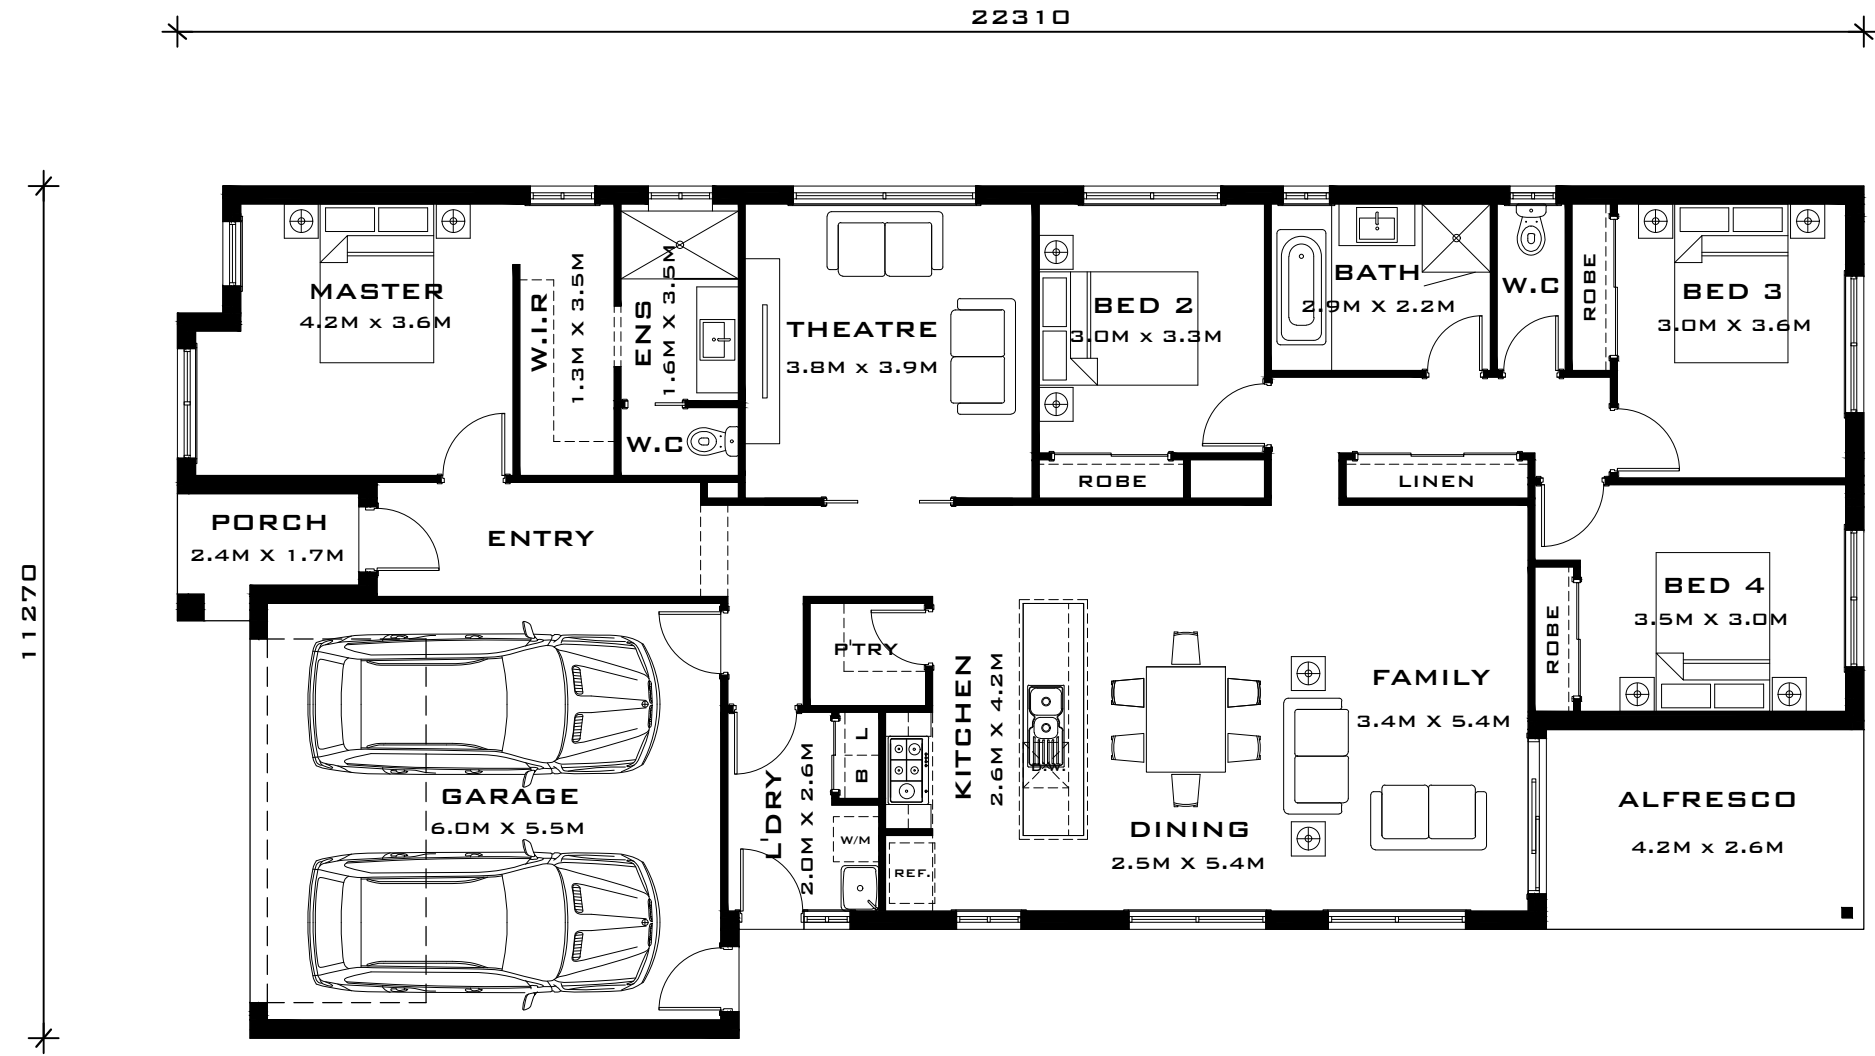 22310
11270
MASTER
4.2M x 3.6M
W.I.R
1.3M X 3.5M
ENS
1.6M X 3.5M
W.C
THEATRE
3.8M x 3.9M
BED 2
3.0M x 3.3M
ROBE
BATH
2.9M X 2.2M
W.C
ROBE
BED 3
3.0M X 3.6M
LINEN
PORCH
2.4M X 1.7M
ENTRY
BED 4
3.5M X 3.0M
ROBE
P'TRY
KITCHEN
2.6M X 4.2M
D.W.
FAMILY
3.4M X 5.4M
GARAGE
6.0M X 5.5M
L'DRY
2.0M X 2.6M
B L
W/M
REF.
DINING
2.5M X 5.4M
ALFRESCO
4.2M x 2.6M